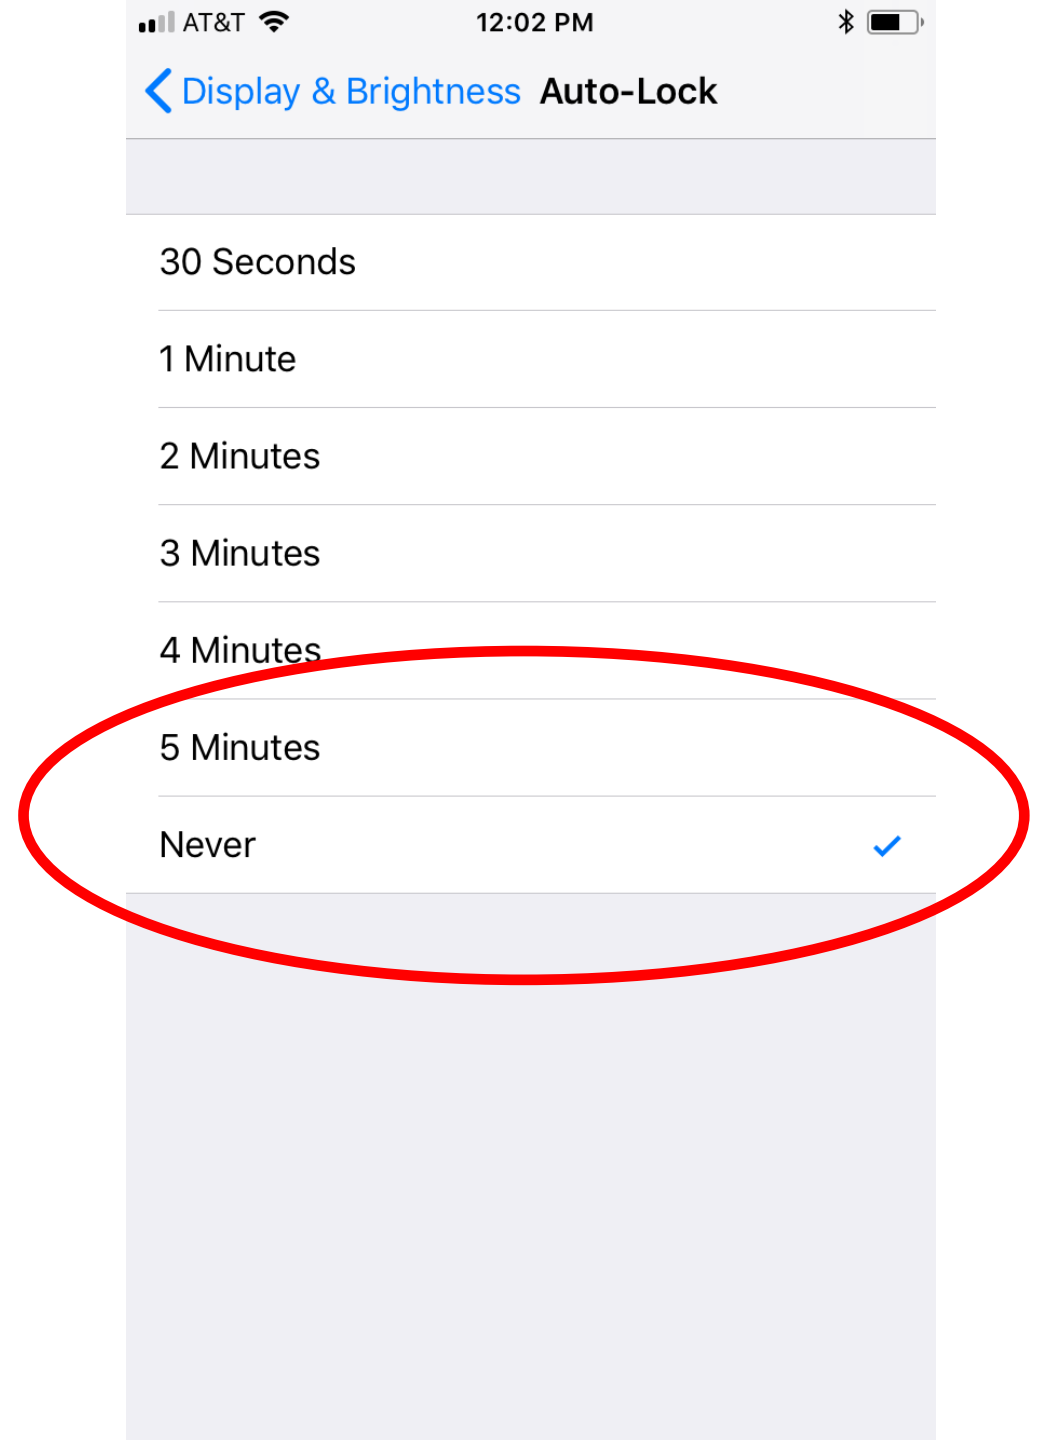 AT&T 12:02 PM
Display & Brightness Auto-Lock
30 Seconds
1 Minute
2 Minutes
3 Minutes
4 Minutes
5 Minutes
Never